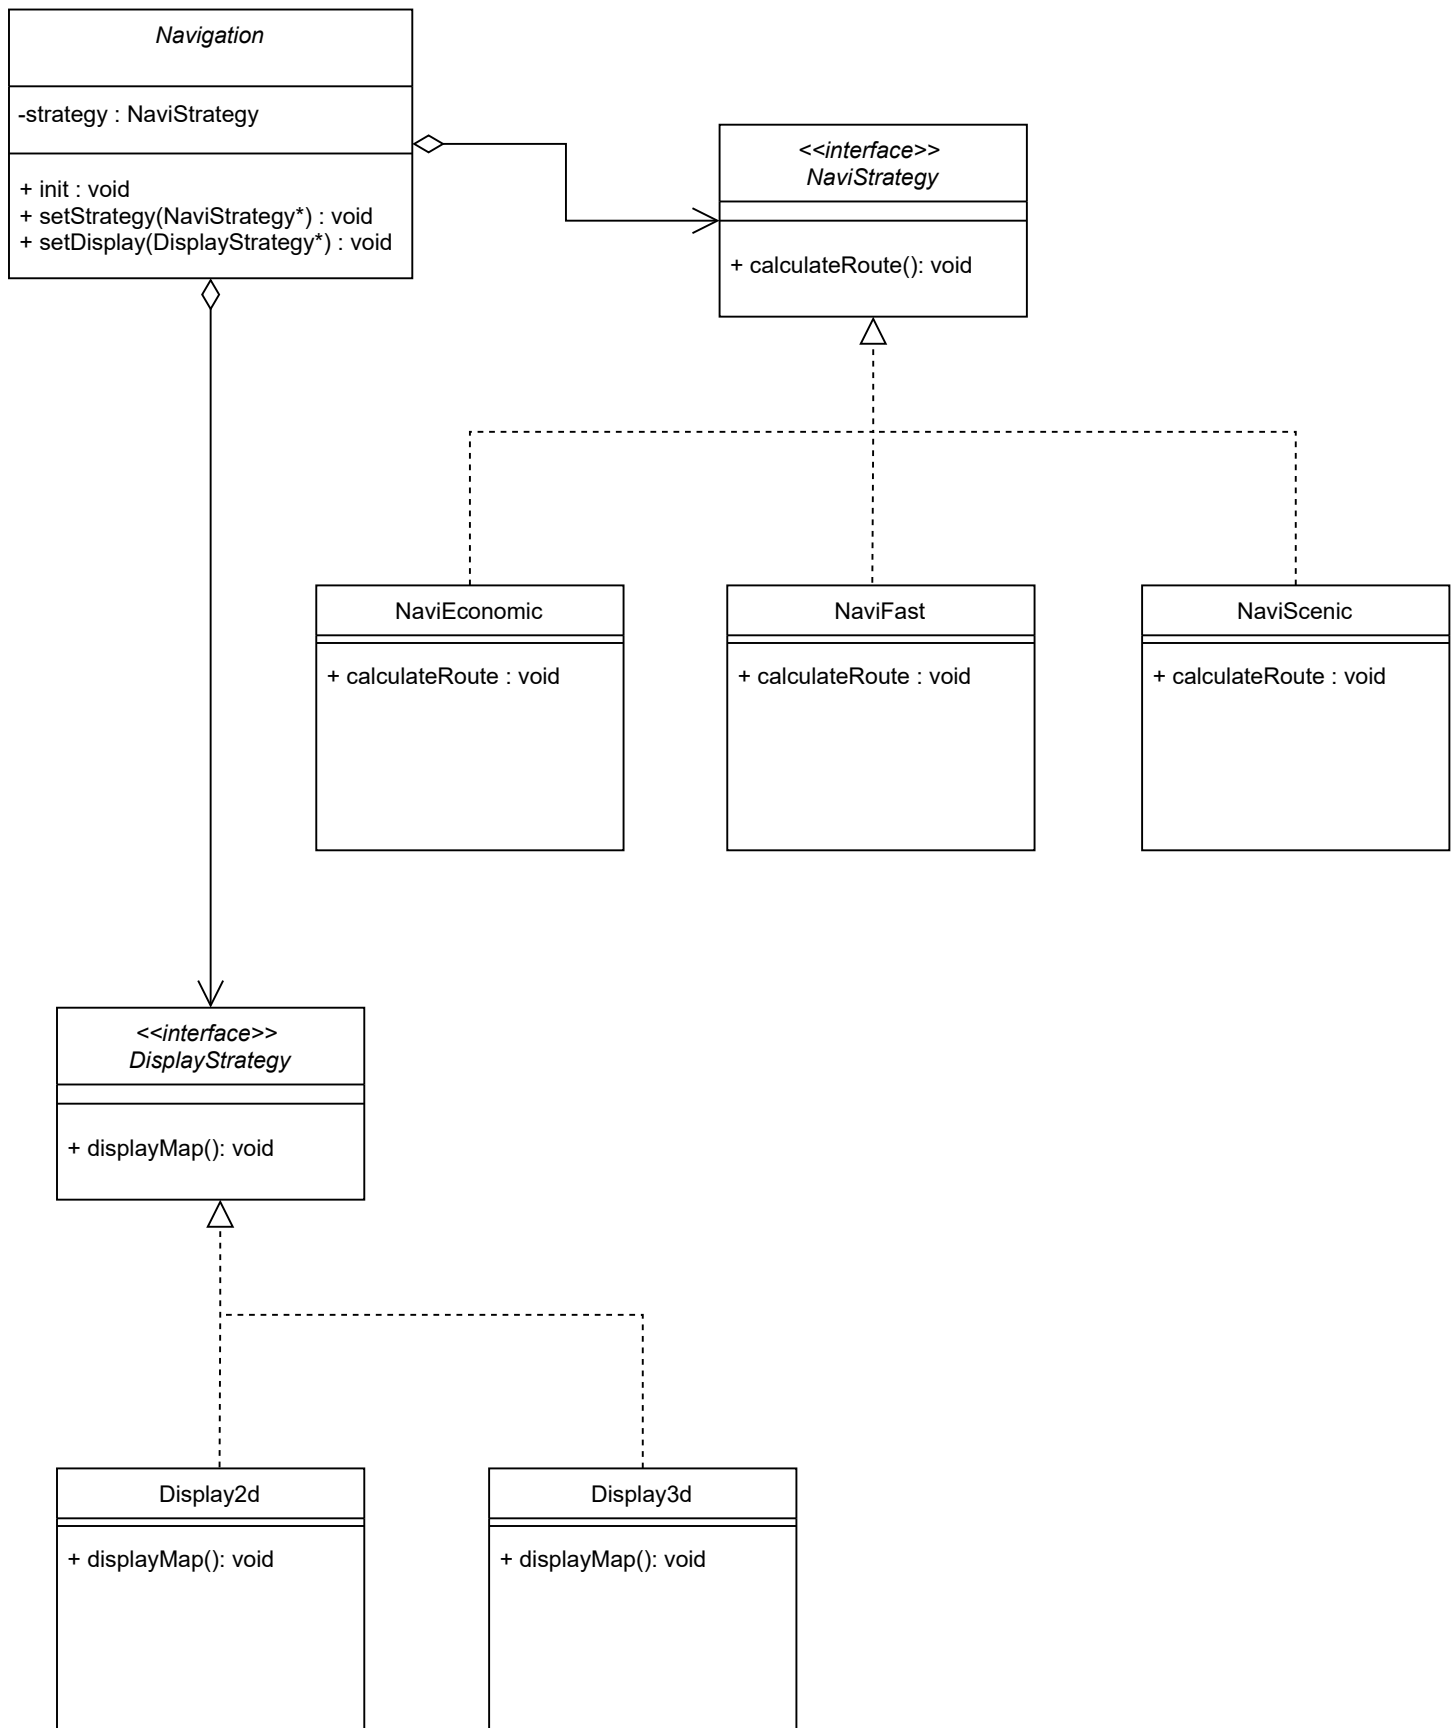 Navigation
-strategy : NaviStrategy
+ init : void
+ setStrategy(NaviStrategy*) : void
+ setDisplay(DisplayStrategy*) : void
<<interface>>
NaviStrategy
+ calculateRoute(): void
NaviEconomic
+ calculateRoute : void
NaviFast
+ calculateRoute : void
NaviScenic
+ calculateRoute : void
<<interface>>
DisplayStrategy
+ displayMap(): void
Display2d
+ displayMap(): void
Display3d
+ displayMap(): void